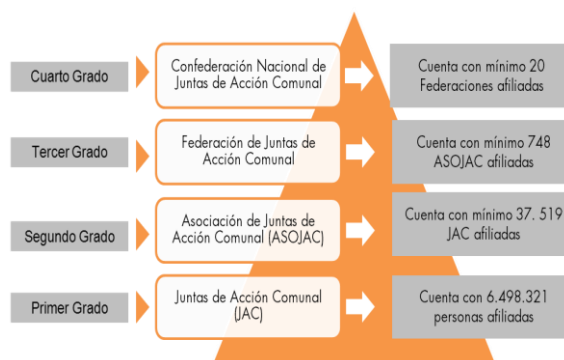 Cuarto Grado
Confederación Nacional de
Juntas de Acción Comunal
Cuenta con mínimo 20
Federaciones afiliadas
Tercer Grado
Federación de Juntas de
Acción Comunal
Cuenta con mínimo 748
ASOJAC afiliadas
Segundo Grado
Asociación de Juntas de
Acción Comunal (ASOJAC)
Cuenta con mínimo 37. 519
JAC afiliadas
Primer Grado
Juntas de Acción Comunal
(JAC)
Cuenta con 6.498.321
personas afiliadas